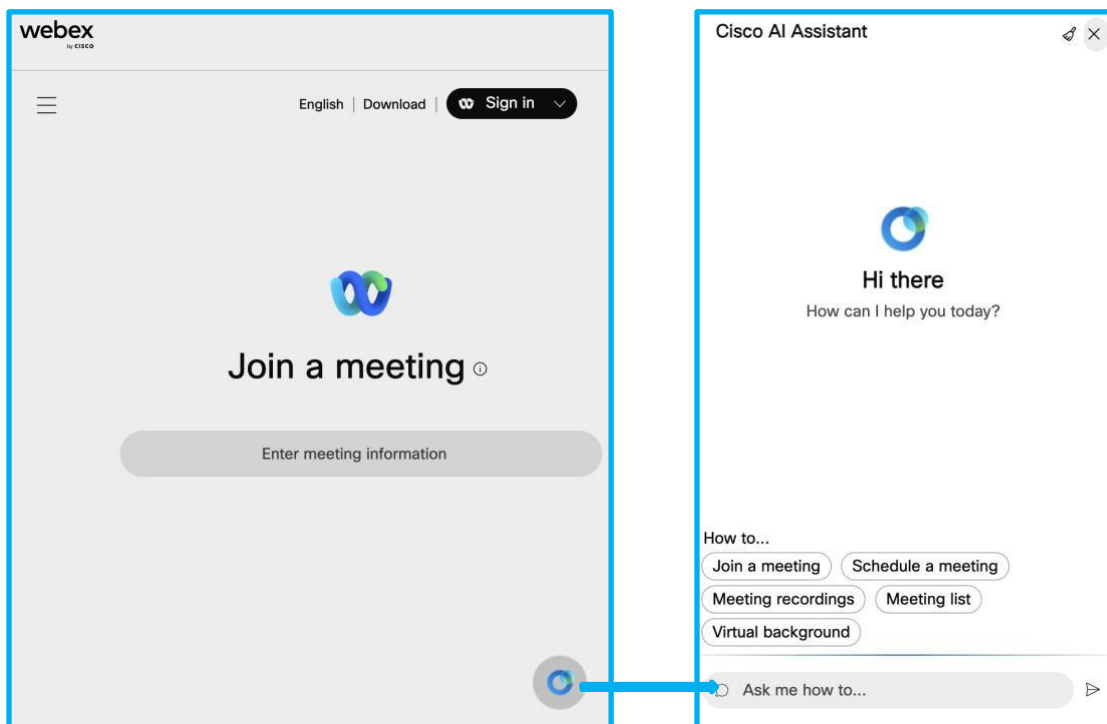 webex
by CISCO
English | Download | Sign in
Join a meeting
Enter meeting information
Cisco AI Assistant
Hi there
How can I help you today?
How to...
Join a meeting Schedule a meeting
Meeting recordings Meeting list
Virtual background
Ask me how to...